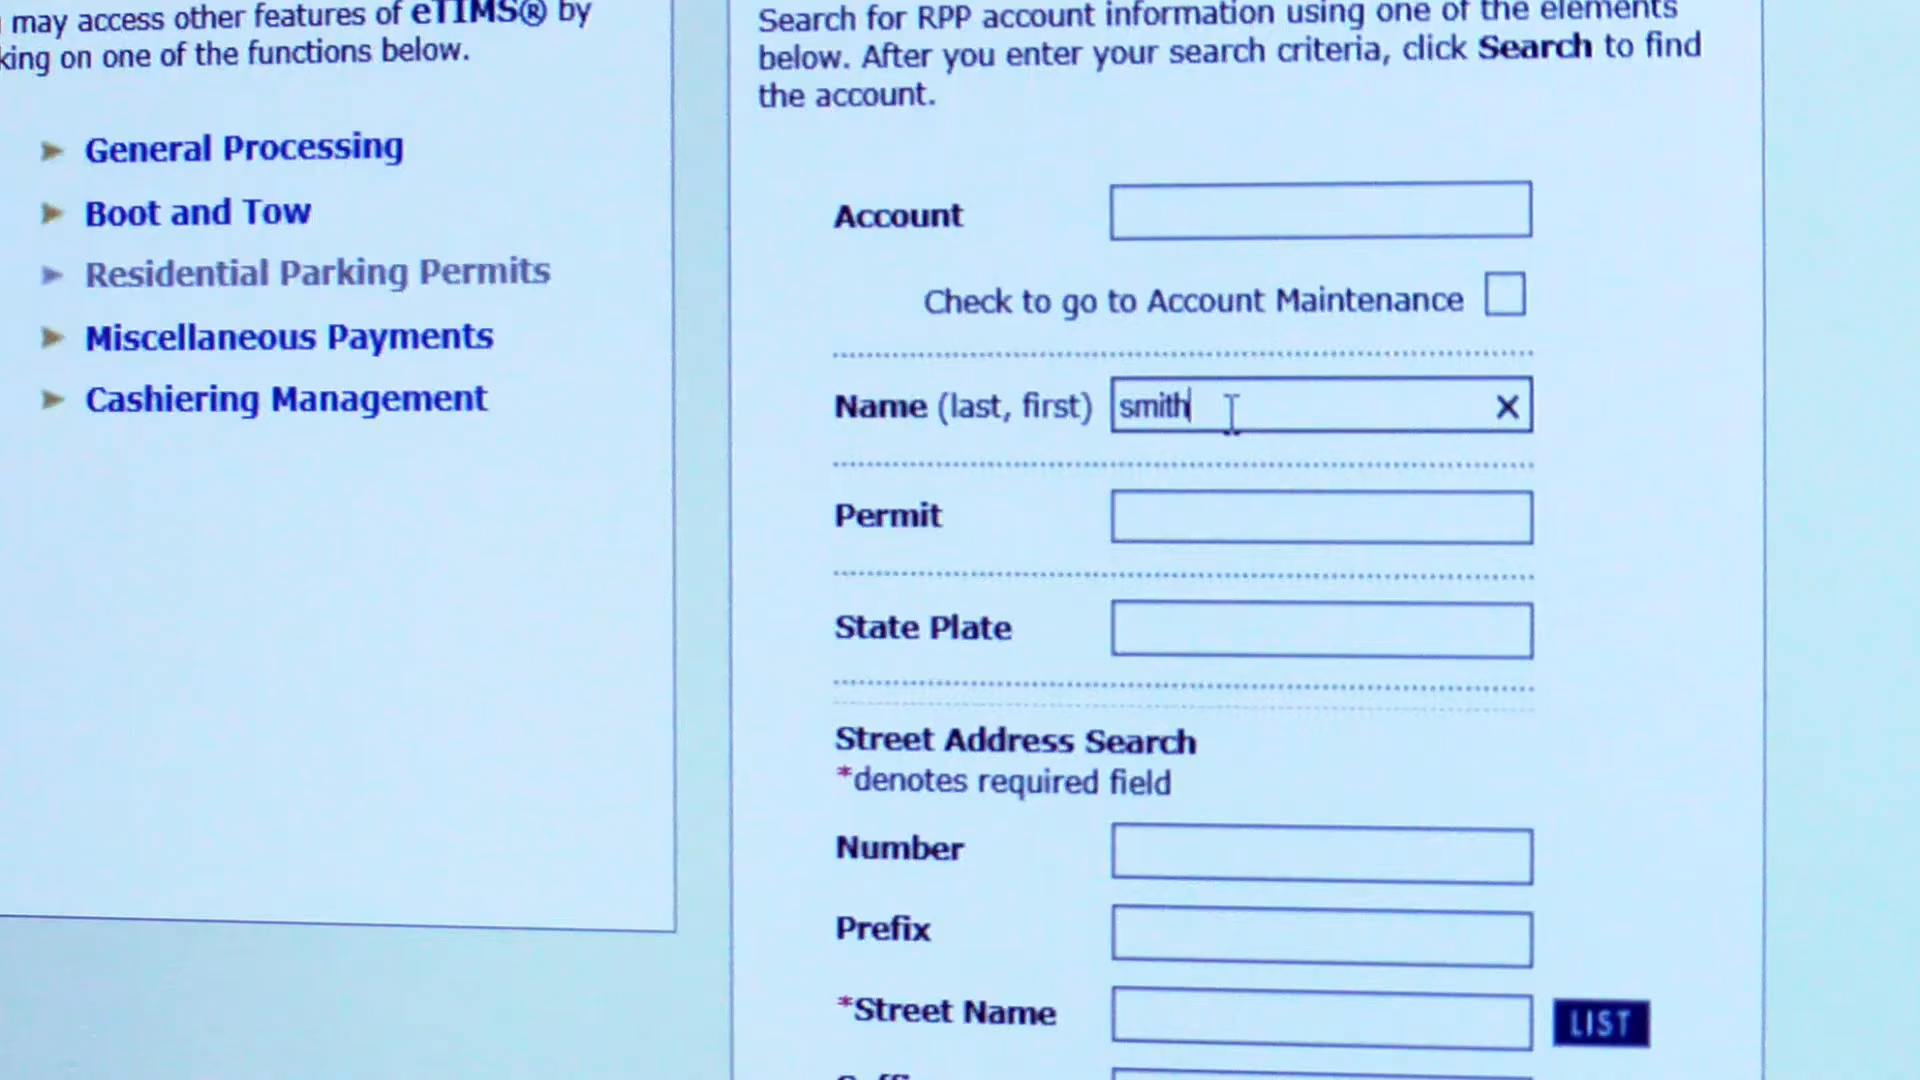 may access other features of eTIMS® by
king on one of the functions below.
General Processing
Boot and Tow
Residential Parking Permits
Miscellaneous Payments
Cashiering Management
Search for RPP account information using one of the elements
below. After you enter your search criteria, click Search to find
the account.
Account
Check to go to Account Maintenance
Name (last, first) smith X
Permit
State Plate
Street Address Search
*denotes required field
Number
Prefix
*Street Name LIST